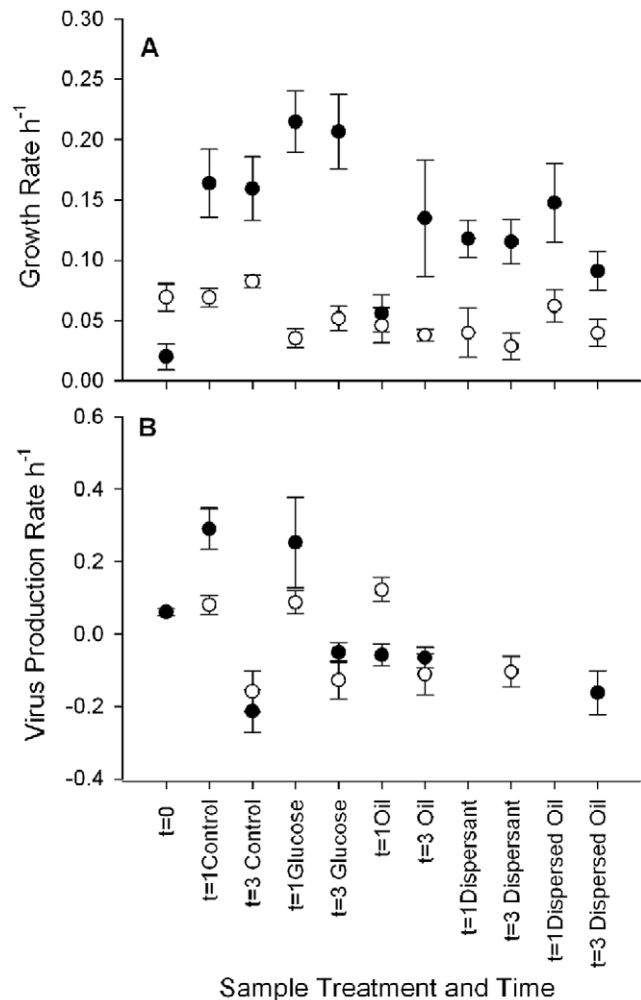 A
Growth Rate h-1
0.30
0.25
0.20
0.15
0.10
0.05
0.00
B
Virus Production Rate h-1
0.6
0.4
0.2
0.0
-0.2
-0.4
t=0
t=1Control
t=3 Control
t=1Glucose
t=3 Glucose
t=1Oil
t=3 Oil
t=1Dispersant
t=3 Dispersant
t=1Dispersed Oil
t=3 Dispersed Oil
Sample Treatment and Time